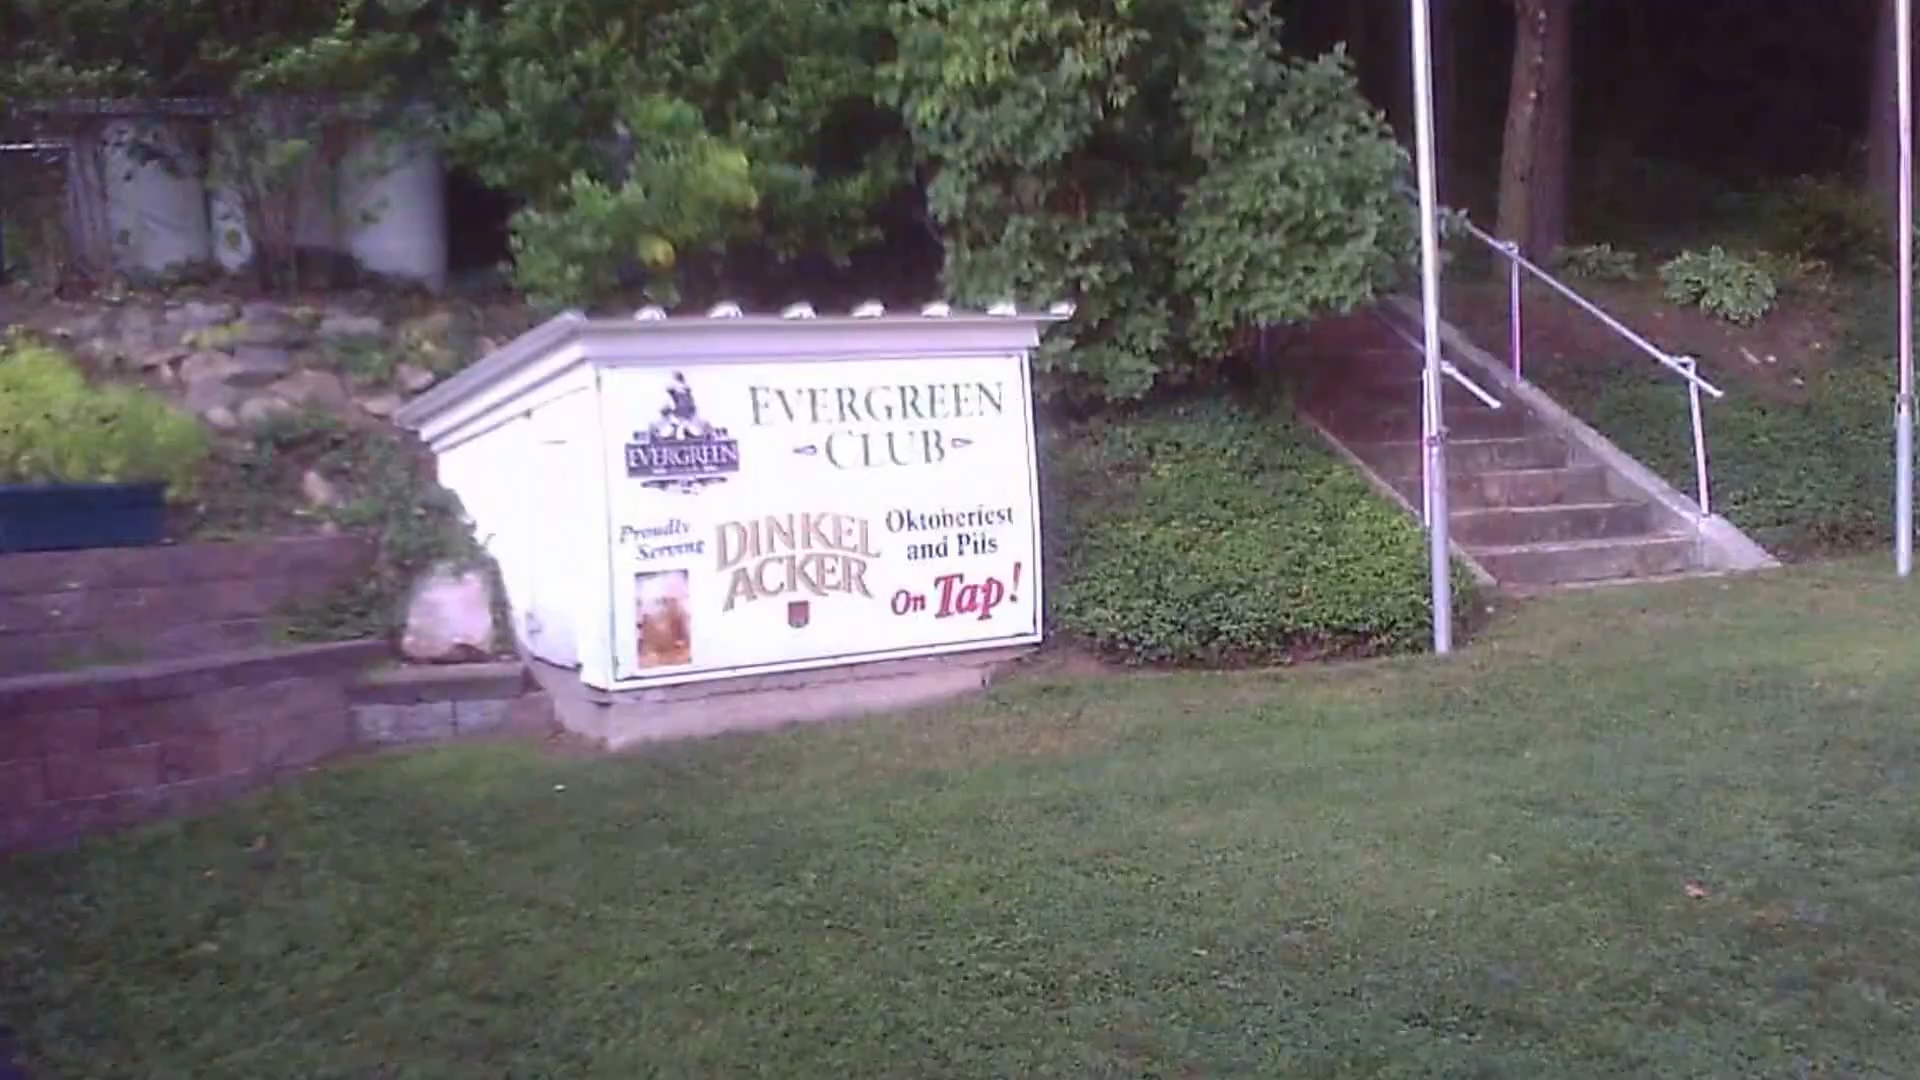 EVERGREEN
CLUB
EVERGREEN
Proudly
Serving
DINKEL
ACKER
Oktoberfest
and Pils
On Tap!